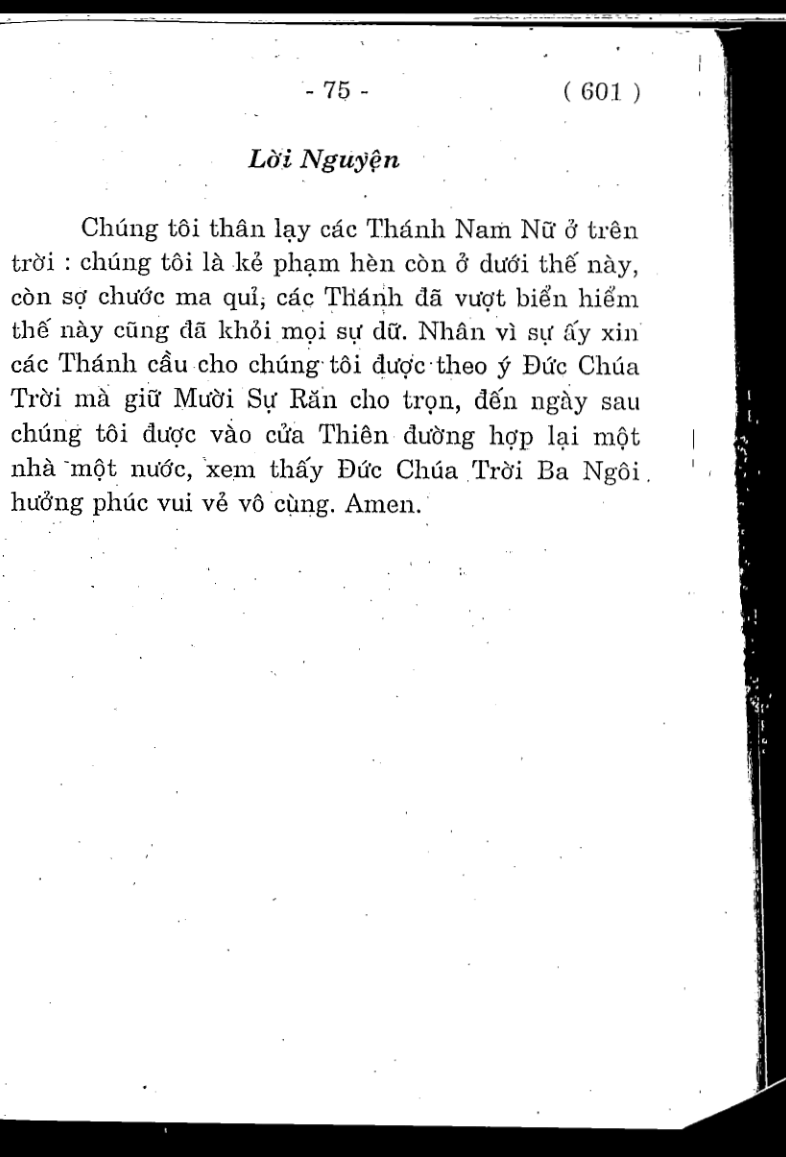 - 75 - ( 601 )
Lời Nguyện
Chúng tôi thân lạy các Thánh Nam Nữ ở trên
trời : chúng tôi là kẻ phạm hèn còn ở dưới thế này,
còn sợ chước ma quỉ; các Thánh đã vượt biển hiểm
thế này cũng đã khỏi mọi sự dữ. Nhân vì sự ấy xin
các Thánh cầu cho chúng tôi được theo ý Đức Chúa
Trời mà giữ Mười Sự Răn cho trọn, đến ngày sau
chúng tôi được vào cửa Thiên đường hợp lại một
nhà một nước, xem thấy Đức Chúa Trời Ba Ngôi
hưởng phúc vui vẻ vô cùng. Amen.